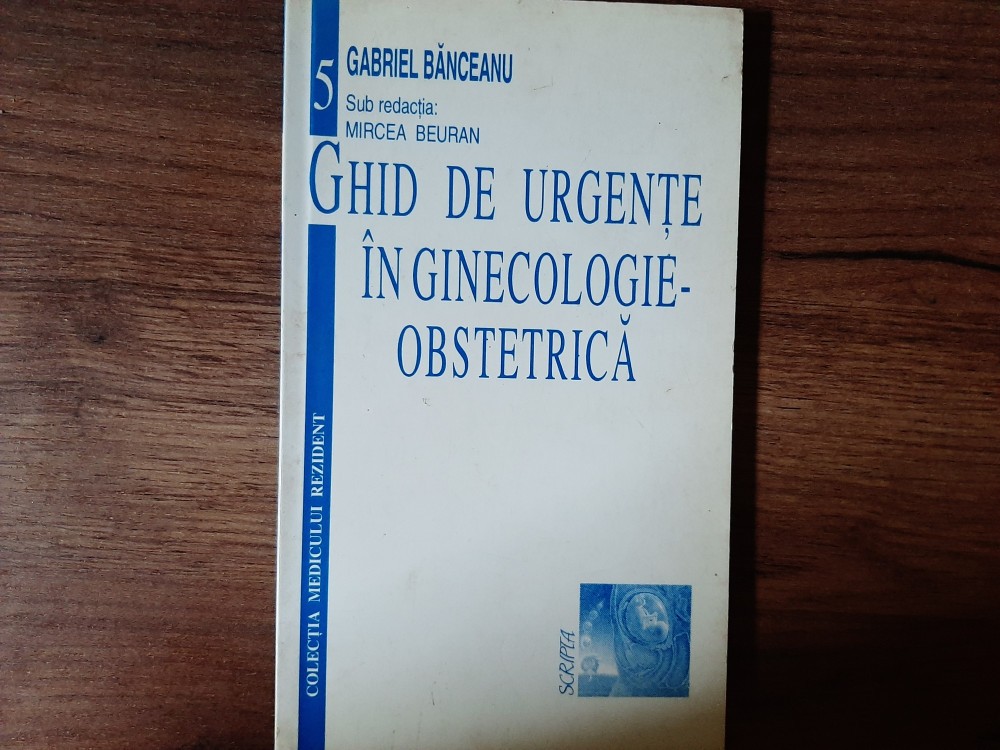 5
GABRIEL BĂNCEANU
Sub redacția:
MIRCEA BEURAN
GHID DE URGENȚE
ÎN GINECOLOGIE-
OBSTETRICĂ
COLECȚIA MEDICULUI REZIDENT
SCRIPTA